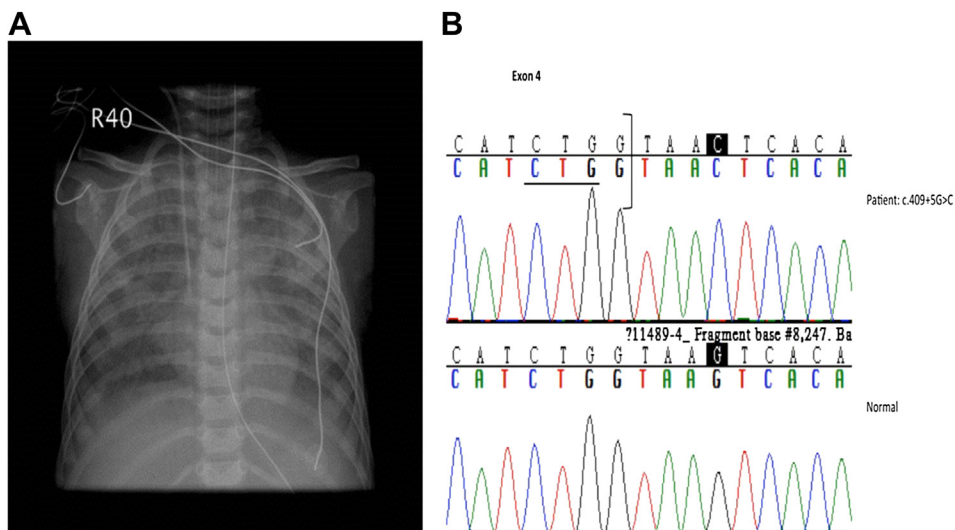 A
B
R40
Exon 4
C A T C T G G T A A C T C A C A
C A T C T G G T A A C T C A C A
Patient: c.409+5G>C
?11489-4_ Fragment base #8,247. Ba
C A T C T G G T A A G T C A C A
C A T C T G G T A A G T C A C A
Normal